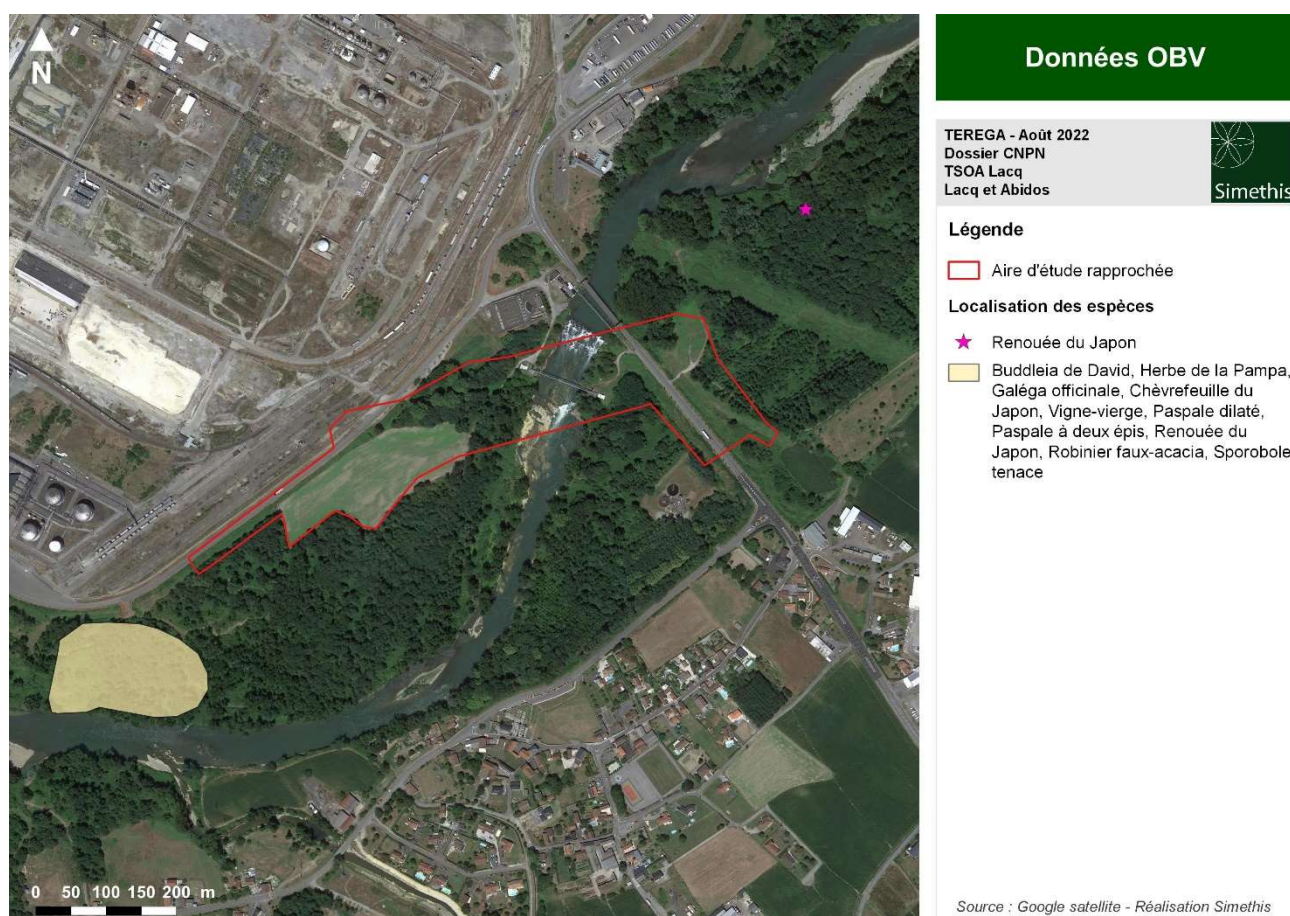 N
0 50 100 150 200 m
Données OBV
TEREGA - Août 2022
Dossier CNPN
TSOA Lacq
Lacq et Abidos
Simethis
Légende
Aire d'étude rapprochée
Localisation des espèces
Renouée du Japon
Buddleia de David, Herbe de la Pampa,
Galéga officinale, Chèvrefeuille du
Japon, Vigne-vierge, Paspale dilaté,
Paspale à deux épis, Renouée du
Japon, Robinier faux-acacia, Sporobole
tenace
Source : Google satellite - Réalisation Simethis